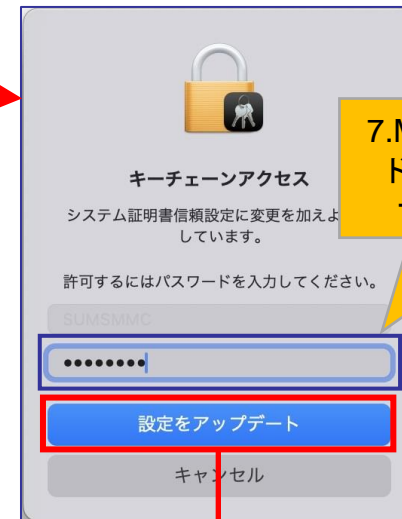 キーチェーンアクセス
システム証明書信頼設定に変更を加えよ
しています。
許可するにはパスワードを入力してください。
SUMSMMC
••••••••
設定をアップデート
キャンセル
7.M
ド